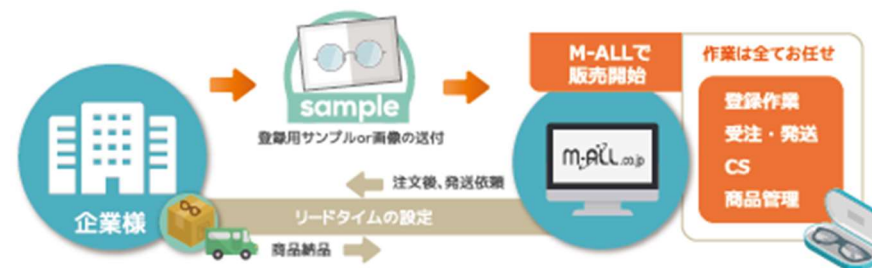 企業様
sample
登録用サンプルor画像の送付
M-ALLで
販売開始
M-ALL.co.jp
作業は全てお任せ
登録作業
受注・発送
CS
商品管理
注文後、発送依頼
リードタイムの設定
商品納品